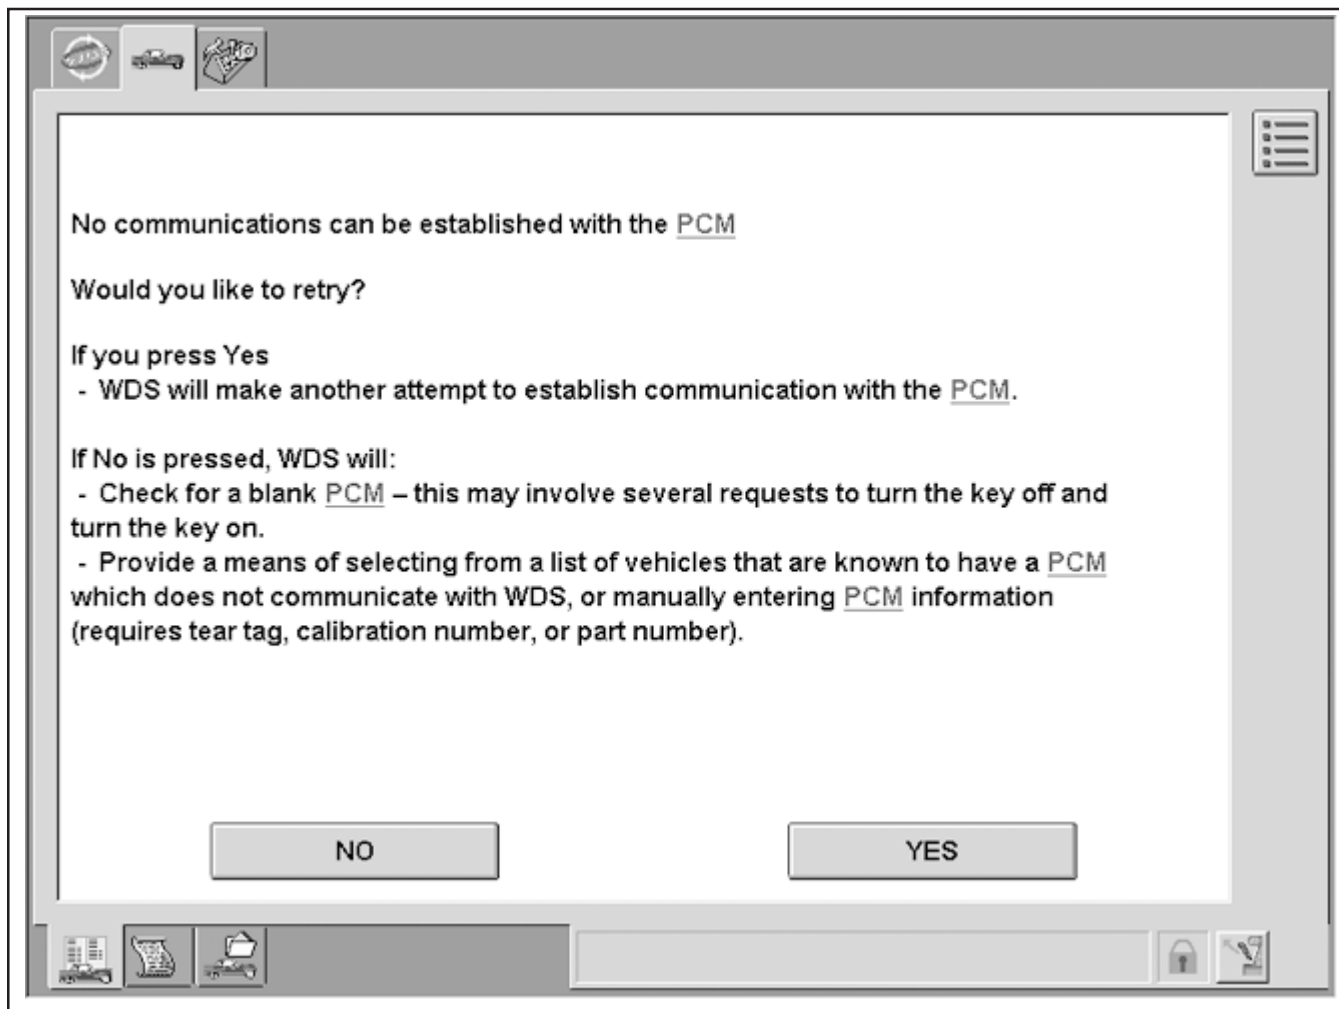 No communications can be established with the PCM
Would you like to retry?
If you press Yes
- WDS will make another attempt to establish communication with the PCM.
If No is pressed, WDS will:
- Check for a blank PCM – this may involve several requests to turn the key off and
turn the key on.
- Provide a means of selecting from a list of vehicles that are known to have a PCM
which does not communicate with WDS, or manually entering PCM information
(requires tear tag, calibration number, or part number).
NO
YES